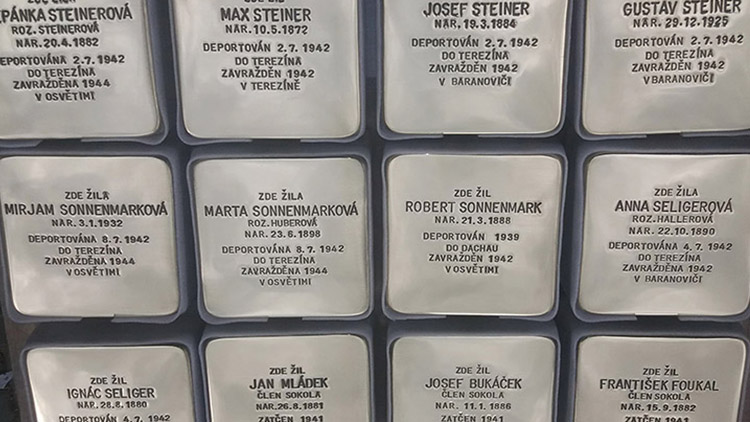 ZDE ŽIL
PÁNKA STEINEROVÁ
ROZ. STEINEROVÁ
NAR. 20.4.1882
DEPORTOVÁNA 2.7.1942
DO TEREZÍNA
ZAVRAŽDĚNA 1944
V OSVĚTIMI
MAX STEINER
NAR. 10.5.1872
DEPORTOVÁN 2.7.1942
DO TEREZÍNA
ZAVRAŽDĚN 1942
V TEREZÍNĚ
JOSEF STEINER
NAR. 19.3.1884
DEPORTOVÁN 2.7.1942
DO TEREZÍNA
ZAVRAŽDĚN 1942
V BARANOVIČI
GUSTAV STEINER
NAR. 29.12.1925
DEPORTOVÁN 2.7.1942
DO TEREZÍNA
ZAVRAŽDĚN 1942
V BARANOVIČI
ZDE ŽILA
MIRJAM SONNENMARKOVÁ
NAR. 3.1.1932
DEPORTOVÁNA 8.7.1942
DO TEREZÍNA
ZAVRAŽDĚNA 1944
V OSVĚTIMI
ZDE ŽILA
MARTA SONNENMARKOVÁ
ROZ. HUBEROVÁ
NAR. 23.6.1898
DEPORTOVÁNA 8.7.1942
DO TEREZÍNA
ZAVRAŽDĚNA 1944
V OSVĚTIMI
ZDE ŽIL
ROBERT SONNENMARK
NAR. 21.3.1888
DEPORTOVÁN 1939
DO DACHAU
ZAVRAŽDĚN 1942
V OSVĚTIMI
ZDE ŽILA
ANNA SELIGEROVÁ
ROZ. HALLEROVÁ
NAR. 22.10.1890
DEPORTOVÁNA 4.7.1942
DO TEREZÍNA
ZAVRAŽDĚNA 1942
V BARANOVIČI
ZDE ŽIL
IGNÁC SELIGER
NAR. 28.8.1880
DEPORTOVÁN 4.7.1942
ZDE ŽIL
JAN MLÁDEK
ČLEN SOKOLA
NAR. 26.8.1881
ZATČEN 1941
ZDE ŽIL
JOSEF BUKÁČEK
ČLEN SOKOLA
NAR. 11.1.1886
ZATČEN 1941
ZDE ŽIL
FRANTIŠEK FOUKAL
ČLEN SOKOLA
NAR. 15.9.1882
ZATČEN 1941